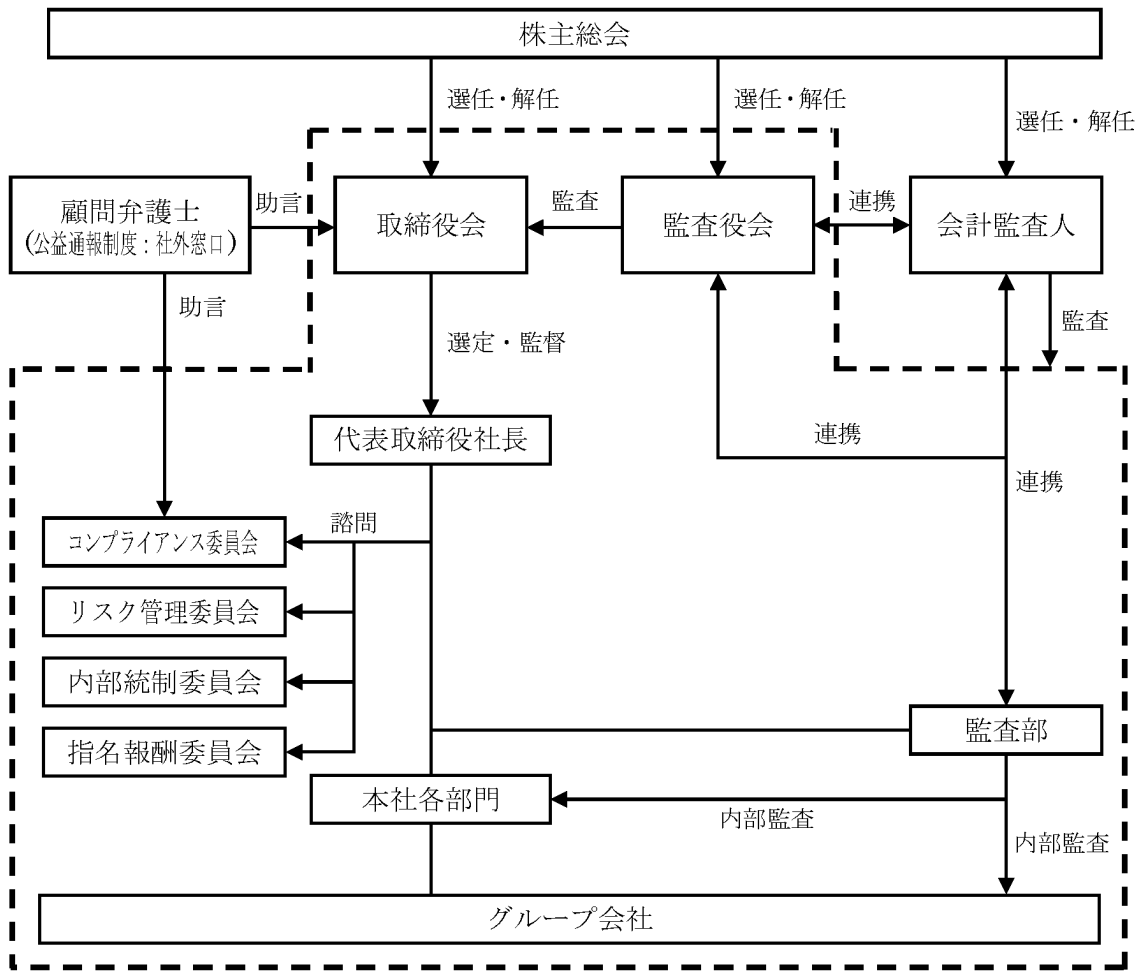 株主総会
選任・解任
選任・解任
選任・解任
顧問弁護士
(公益通報制度：社外窓口)
助言
取締役会
監査
監査役会
連携
会計監査人
助言
監査
選定・監督
代表取締役社長
連携
連携
諮問
コンプライアンス委員会
リスク管理委員会
内部統制委員会
指名報酬委員会
監査部
本社各部門
内部監査
内部監査
グループ会社